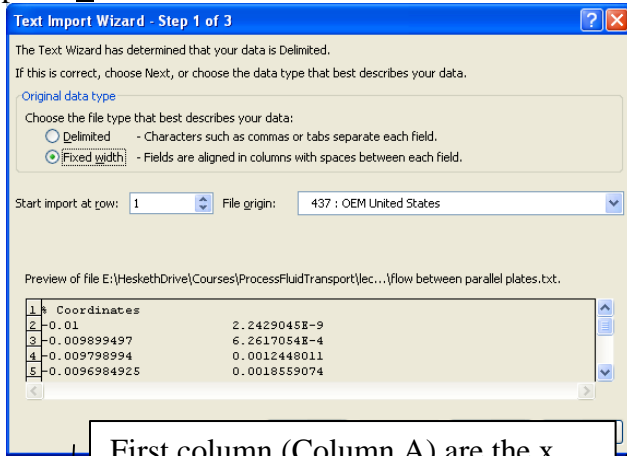 Text Import Wizard - Step 1 of 3
The Text Wizard has determined that your data is Delimited.
If this is correct, choose Next, or choose the data type that best describes your data.
Original data type
Choose the file type that best describes your data:
Delimited - Characters such as commas or tabs separate each field.
Fixed width - Fields are aligned in columns with spaces between each field.
Start import at row: 1 File origin: 437 : OEM United States
Preview of file E:\HeskethDrive\Courses\ProcessFluidTransport\lec...\flow between parallel plates.txt.
1 % Coordinates
2 -0.01 2.2429045E-9
3 -0.009899497 6.2617054E-4
4 -0.009798994 0.0012448011
5 -0.0096984925 0.0018559074
First column (Column A) are the x